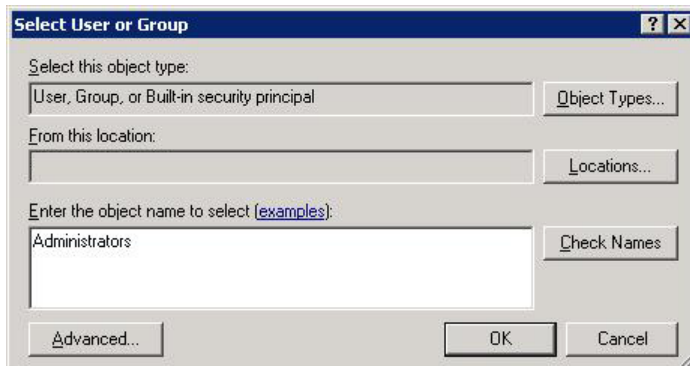 Select User or Group
Select this object type:
User, Group, or Built-in security principal
Object Types...
From this location:
Locations...
Enter the object name to select (examples):
Administrators
Check Names
Advanced...
OK
Cancel